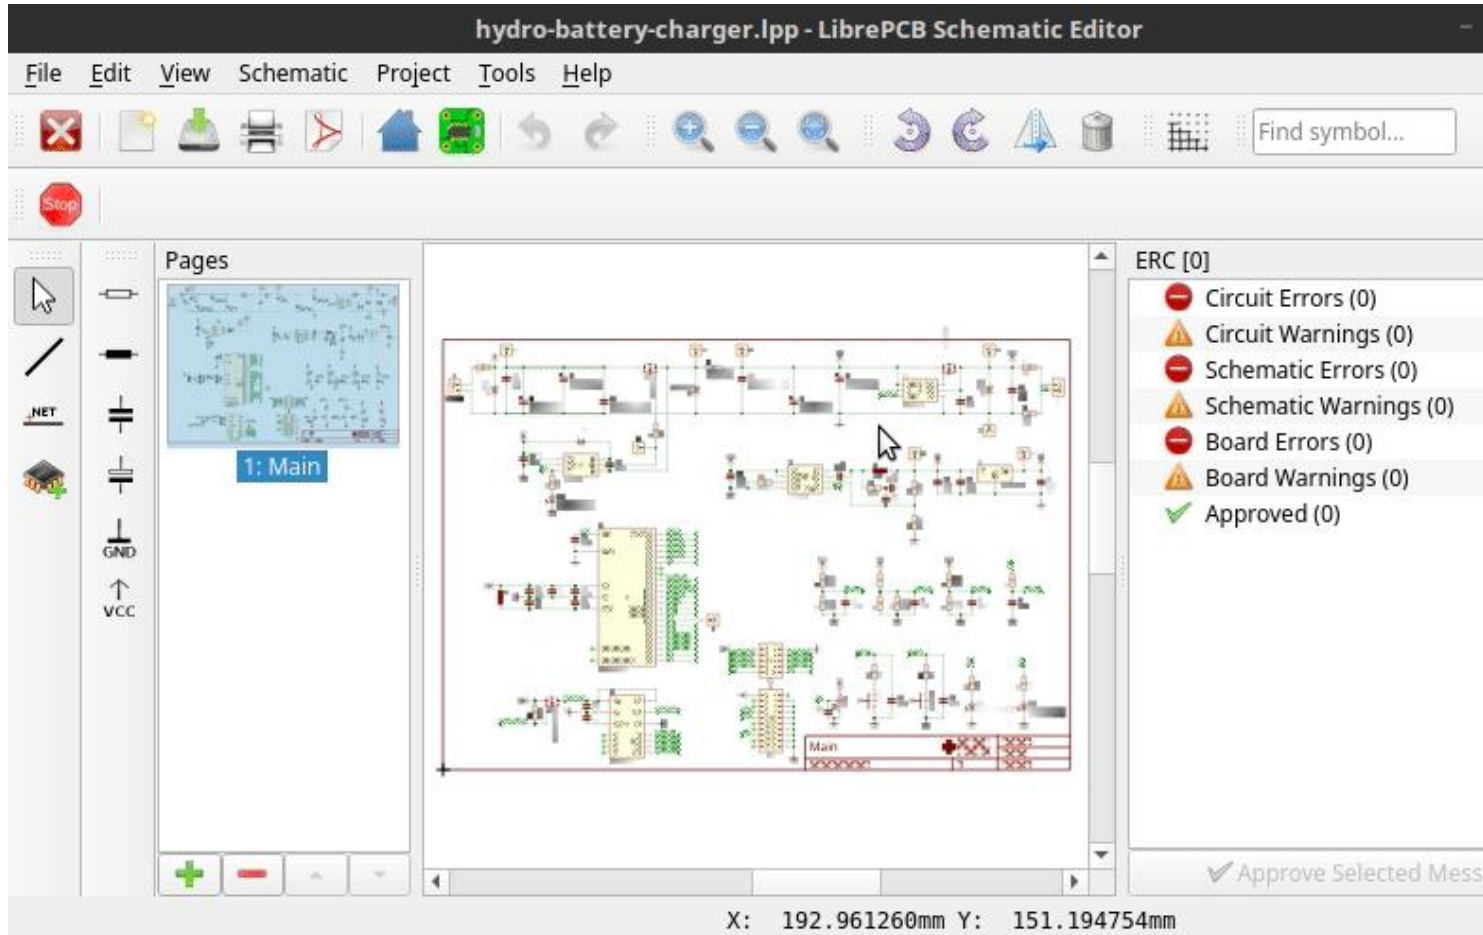 hydro-battery-charger.lpp - LibrePCB Schematic Editor
File Edit View Schematic Project Tools Help
Find symbol...
Stop
Pages
ERC [0]
Circuit Errors (0)
Circuit Warnings (0)
Schematic Errors (0)
Schematic Warnings (0)
Board Errors (0)
Board Warnings (0)
Approved (0)
NET
1: Main
GND
VCC
Main
Approve Selected Mess
X: 192.961260mm Y: 151.194754mm